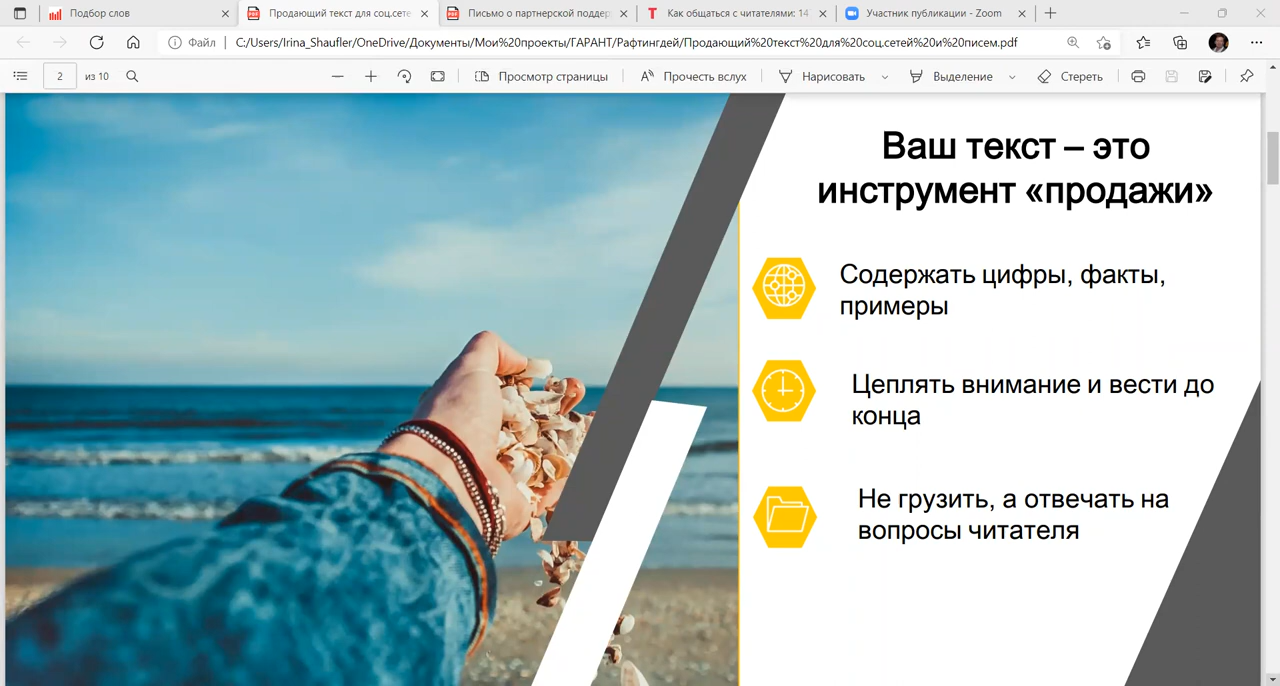 Подбор слов
Продающий текст для соц.сете
Письмо о партнерской поддер
Как общаться с читателями: 14
Участник публикации - Zoom
Файл
C:/Users/Irina_Shaufler/OneDrive/Документы/Мои%20проекты/ГАРАНТ/Рафтингдей/Продающий%20текст%20для%20соц.сетей%20и%20писем.pdf
2
из 10
Просмотр страницы
Прочесть вслух
Нарисовать
Выделение
Стереть
Ваш текст – это
инструмент «продажи»
Содержать цифры, факты,
примеры
Цеплять внимание и вести до
конца
Не грузить, а отвечать на
вопросы читателя